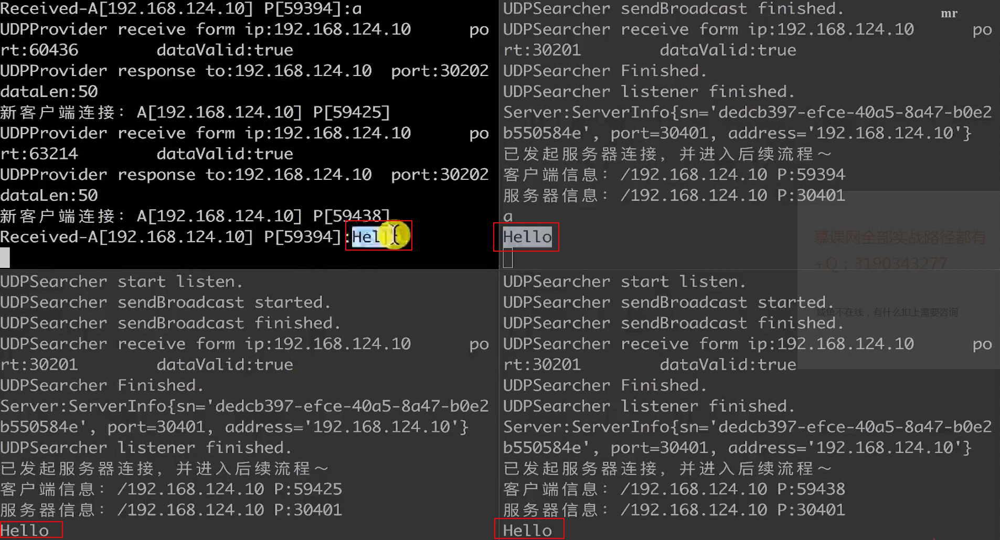 Received-A[192.168.124.10] P[59394]:a
UDPProvider receive form ip:192.168.124.10 po
rt:60436 dataValid:true
UDPProvider response to:192.168.124.10 port:30202
dataLen:50
新客户端连接：A[192.168.124.10] P[59425]
UDPProvider receive form ip:192.168.124.10 po
rt:63214 dataValid:true
UDPProvider response to:192.168.124.10 port:30202
dataLen:50
新客户端连接：A[192.168.124.10] P[59438]
Received-A[192.168.124.10] P[59394]:Hel
UDPSearcher sendBroadcast finished.
mr
UDPSearcher receive form ip:192.168.124.10 po
rt:30201 dataValid:true
UDPSearcher Finished.
UDPSearcher listener finished.
Server:ServerInfo{sn='dedcb397-efce-40a5-8a47-b0e2
b550584e', port=30401, address='192.168.124.10'}
已发起服务器连接，并进入后续流程～
客户端信息：/192.168.124.10 P:59394
服务器信息：/192.168.124.10 P:30401
a
Hello
慕课网全部实战路径都有
+Q：3190343277
UDPSearcher start listen.
UDPSearcher sendBroadcast started.
UDPSearcher sendBroadcast finished.
UDPSearcher receive form ip:192.168.124.10 po
rt:30201 dataValid:true
UDPSearcher Finished.
Server:ServerInfo{sn='dedcb397-efce-40a5-8a47-b0e2
b550584e', port=30401, address='192.168.124.10'}
UDPSearcher listener finished.
已发起服务器连接，并进入后续流程～
客户端信息：/192.168.124.10 P:59425
服务器信息：/192.168.124.10 P:30401
Hello
UDPSearcher start listen.
UDPSearcher sendBroadcast started.
咸鱼不在线，有什么扣上需要咨询
UDPSearcher sendBroadcast finished.
UDPSearcher receive form ip:192.168.124.10 po
rt:30201 dataValid:true
UDPSearcher Finished.
UDPSearcher listener finished.
Server:ServerInfo{sn='dedcb397-efce-40a5-8a47-b0e2
b550584e', port=30401, address='192.168.124.10'}
已发起服务器连接，并进入后续流程～
客户端信息：/192.168.124.10 P:59438
服务器信息：/192.168.124.10 P:30401
Hello